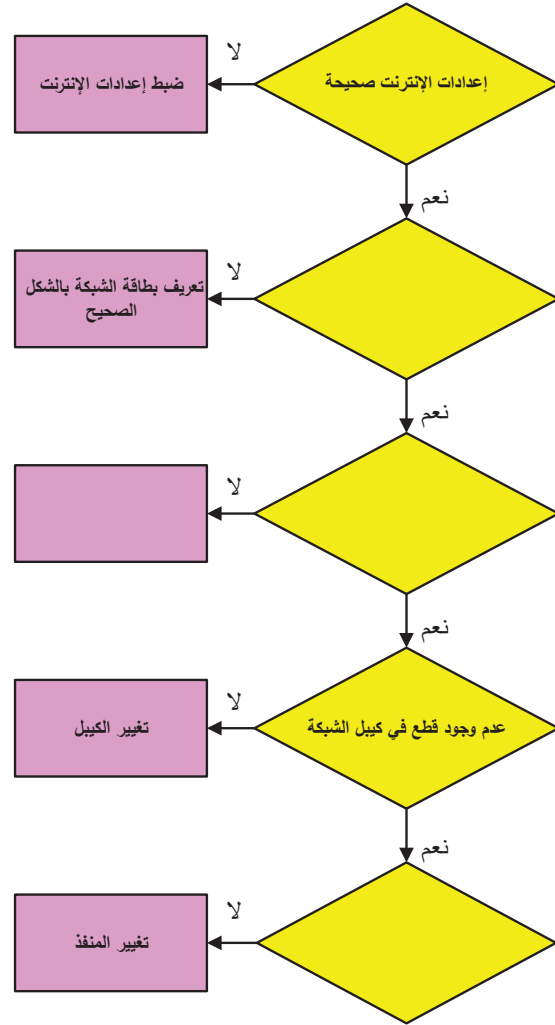 إعدادات الإنترنت صحيحة
لا
ضبط إعدادات الإنترنت
نعم
لا
تعريف بطاقة الشبكة بالشكل
الصحيح
نعم
لا
نعم
عدم وجود قطع في كيبل الشبكة
لا
تغيير الكيبل
نعم
لا
تغيير المنفذ